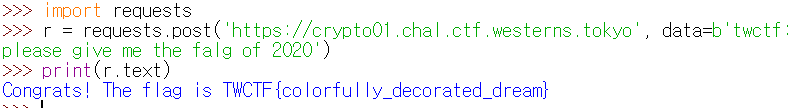 >>> import requests
>>> r = requests.post('https://crypto01.chal.ctf.westerns.tokyo', data=b'twctf:
please give me the falg of 2020')
>>> print(r.text)
Congrats! The flag is TWCTF{colorfully_decorated_dream}
>>>